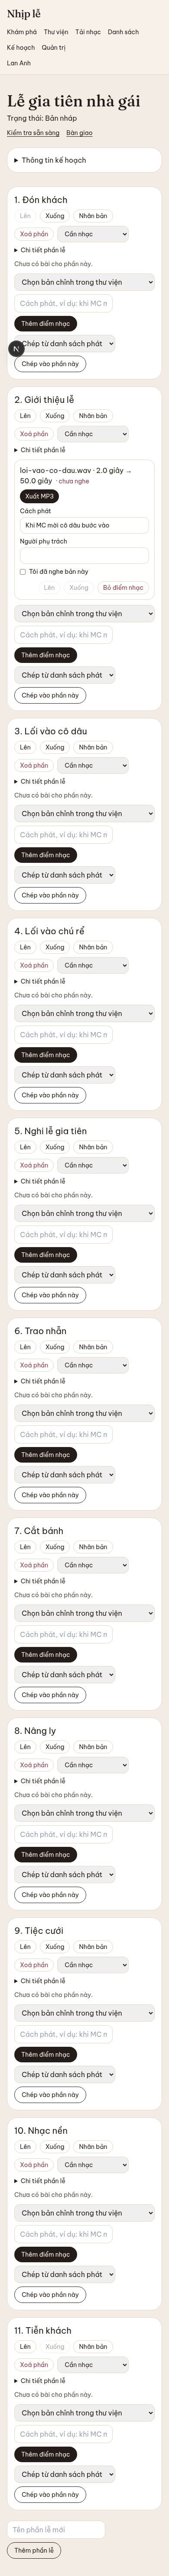 Nhịp lễ
Khám phá Thư viện Tải nhạc Danh sách
Kế hoạch Quản trị
Lan Anh
Lễ gia tiên nhà gái
Trạng thái: Bản nháp
Kiểm tra sẵn sàng Bàn giao
▶ Thông tin kế hoạch
1. Đón khách
Lên Xuống Nhân bản
Xoá phần Cần nhạc
▶ Chi tiết phần lễ
Chưa có bài cho phần này.
Chọn bản chỉnh trong thư viện
Cách phát, ví dụ: khi MC m
Thêm điểm nhạc
N Chép từ danh sách phát
Chép vào phần này
2. Giới thiệu lễ
Lên Xuống Nhân bản
Xoá phần Cần nhạc
▶ Chi tiết phần lễ
loi-vao-co-dau.wav · 2.0 giây →
50.0 giây · chưa nghe
Xuất MP3
Cách phát
Khi MC mời cô dâu bước vào
Người phụ trách
Tôi đã nghe bản này
Lên Xuống Bỏ điểm nhạc
Chọn bản chỉnh trong thư viện
Cách phát, ví dụ: khi MC m
Thêm điểm nhạc
Chép từ danh sách phát
Chép vào phần này
3. Lối vào cô dâu
Lên Xuống Nhân bản
Xoá phần Cần nhạc
▶ Chi tiết phần lễ
Chưa có bài cho phần này.
Chọn bản chỉnh trong thư viện
Cách phát, ví dụ: khi MC m
Thêm điểm nhạc
Chép từ danh sách phát
Chép vào phần này
4. Lối vào chú rể
Lên Xuống Nhân bản
Xoá phần Cần nhạc
▶ Chi tiết phần lễ
Chưa có bài cho phần này.
Chọn bản chỉnh trong thư viện
Cách phát, ví dụ: khi MC m
Thêm điểm nhạc
Chép từ danh sách phát
Chép vào phần này
5. Nghi lễ gia tiên
Lên Xuống Nhân bản
Xoá phần Cần nhạc
▶ Chi tiết phần lễ
Chưa có bài cho phần này.
Chọn bản chỉnh trong thư viện
Cách phát, ví dụ: khi MC m
Thêm điểm nhạc
Chép từ danh sách phát
Chép vào phần này
6. Trao nhẫn
Lên Xuống Nhân bản
Xoá phần Cần nhạc
▶ Chi tiết phần lễ
Chưa có bài cho phần này.
Chọn bản chỉnh trong thư viện
Cách phát, ví dụ: khi MC m
Thêm điểm nhạc
Chép từ danh sách phát
Chép vào phần này
7. Cắt bánh
Lên Xuống Nhân bản
Xoá phần Cần nhạc
▶ Chi tiết phần lễ
Chưa có bài cho phần này.
Chọn bản chỉnh trong thư viện
Cách phát, ví dụ: khi MC m
Thêm điểm nhạc
Chép từ danh sách phát
Chép vào phần này
8. Nâng ly
Lên Xuống Nhân bản
Xoá phần Cần nhạc
▶ Chi tiết phần lễ
Chưa có bài cho phần này.
Chọn bản chỉnh trong thư viện
Cách phát, ví dụ: khi MC m
Thêm điểm nhạc
Chép từ danh sách phát
Chép vào phần này
9. Tiệc cưới
Lên Xuống Nhân bản
Xoá phần Cần nhạc
▶ Chi tiết phần lễ
Chưa có bài cho phần này.
Chọn bản chỉnh trong thư viện
Cách phát, ví dụ: khi MC m
Thêm điểm nhạc
Chép từ danh sách phát
Chép vào phần này
10. Nhạc nền
Lên Xuống Nhân bản
Xoá phần Cần nhạc
▶ Chi tiết phần lễ
Chưa có bài cho phần này.
Chọn bản chỉnh trong thư viện
Cách phát, ví dụ: khi MC m
Thêm điểm nhạc
Chép từ danh sách phát
Chép vào phần này
11. Tiễn khách
Lên Xuống Nhân bản
Xoá phần Cần nhạc
▶ Chi tiết phần lễ
Chưa có bài cho phần này.
Chọn bản chỉnh trong thư viện
Cách phát, ví dụ: khi MC m
Thêm điểm nhạc
Chép từ danh sách phát
Chép vào phần này
Tên phần lễ mới
Thêm phần lễ